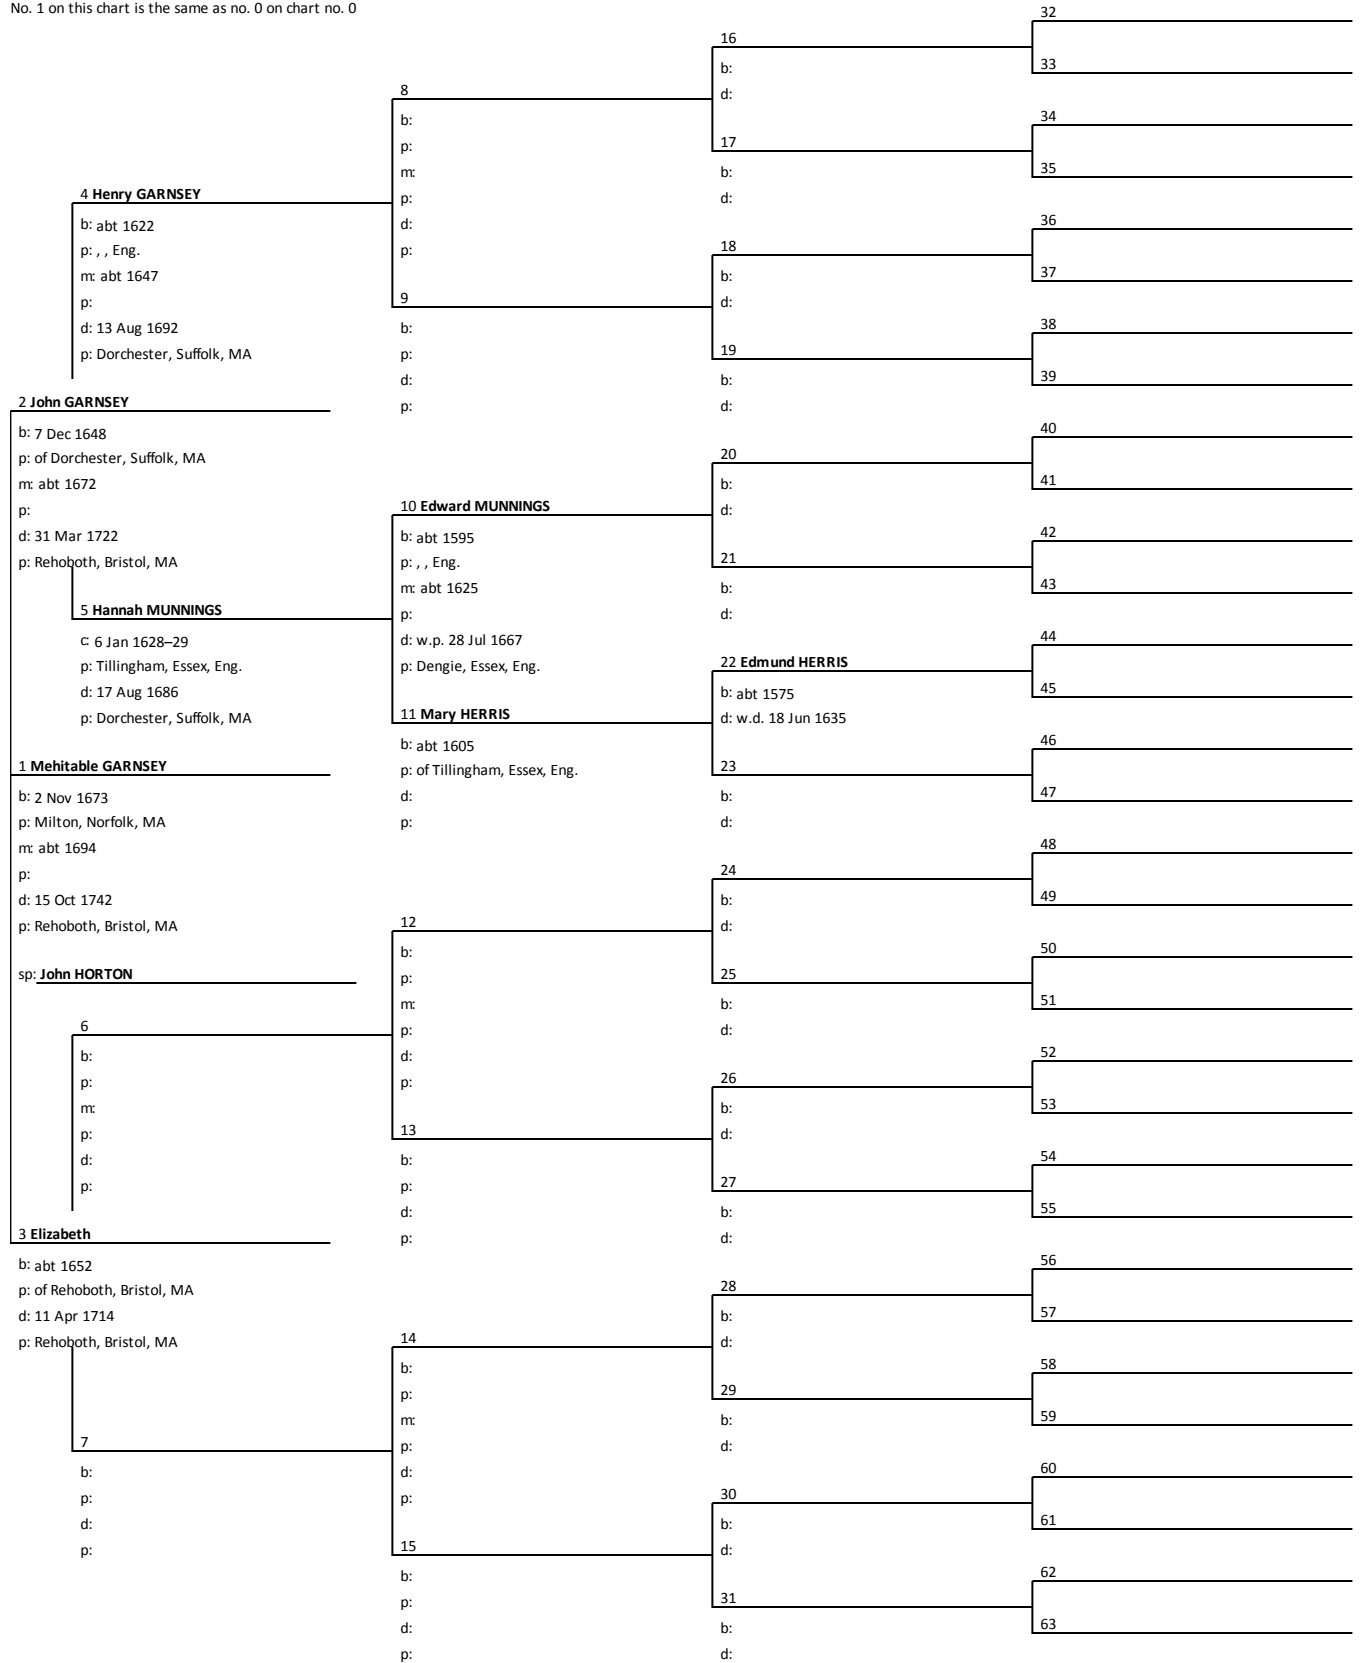 No. 1 on this chart is the same as no. 0 on chart no. 0
2 John GARNSEY
b: 7 Dec 1648
p: of Dorchester, Suffolk, MA
m: abt 1672
p:
d: 31 Mar 1722
p: Rehoboth, Bristol, MA
1 Mehitable GARNSEY
b: 2 Nov 1673
p: Milton, Norfolk, MA
m: abt 1694
p:
d: 15 Oct 1742
p: Rehoboth, Bristol, MA
sp: John HORTON
3 Elizabeth
b: abt 1652
p: of Rehoboth, Bristol, MA
d: 11 Apr 1714
p: Rehoboth, Bristol, MA
4 Henry GARNSEY
b: abt 1622
p: , , Eng.
m: abt 1647
p:
d: 13 Aug 1692
p: Dorchester, Suffolk, MA
5 Hannah MUNNINGS
c: 6 Jan 1628–29
p: Tillingham, Essex, Eng.
d: 17 Aug 1686
p: Dorchester, Suffolk, MA
6
b:
p:
m:
p:
d:
p:
7
b:
p:
d:
p:
8
b:
p:
m:
p:
d:
p:
9
b:
p:
d:
p:
10 Edward MUNNINGS
b: abt 1595
p: , , Eng.
m: abt 1625
p:
d: w.p. 28 Jul 1667
p: Dengie, Essex, Eng.
11 Mary HERRIS
b: abt 1605
p: of Tillingham, Essex, Eng.
d:
p:
12
b:
p:
m:
p:
d:
p:
13
b:
p:
d:
p:
14
b:
p:
m:
p:
d:
p:
15
b:
p:
d:
p:
16
b:
d:
17
b:
d:
18
b:
d:
19
b:
d:
20
b:
d:
21
b:
d:
22 Edmund HERRIS
b: abt 1575
d: w.d. 18 Jun 1635
23
b:
d:
24
b:
d:
25
b:
d:
26
b:
d:
27
b:
d:
28
b:
d:
29
b:
d:
30
b:
d:
31
b:
d:
32
33
34
35
36
37
38
39
40
41
42
43
44
45
46
47
48
49
50
51
52
53
54
55
56
57
58
59
60
61
62
63